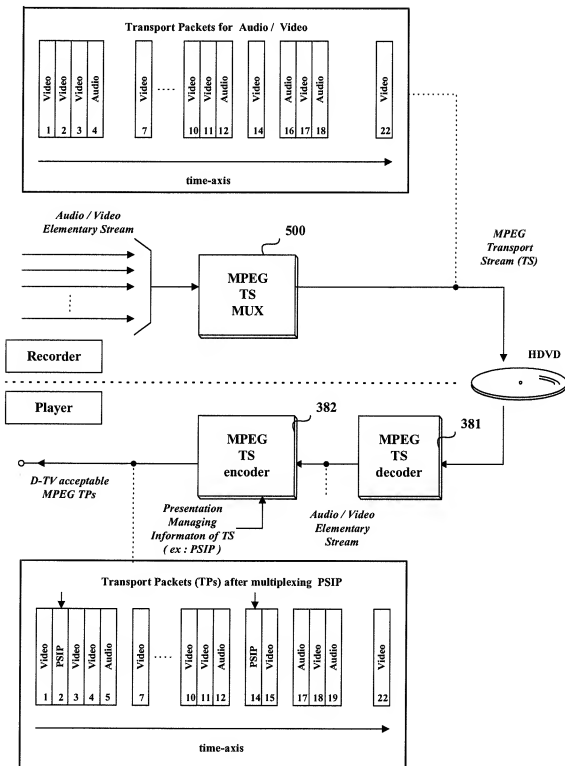 Transport Packets for Audio / Video
Video Video Video Audio Video Video Video Audio Video Audio Video Audio Video
1 2 3 4 7 10 11 12 14 16 17 18 22
time-axis
Audio / Video
Elementary Stream
500
MPEG
TS
MUX
MPEG
Transport
Stream (TS)
Recorder
HDVD
Player
382
MPEG
TS
encoder
381
MPEG
TS
decoder
D-TV acceptable
MPEG TPs
Presentation
Managing
Informaton of TS
( ex : PSIP )
Audio / Video
Elementary
Stream
Transport Packets (TPs) after multiplexing PSIP
Video PSIP Video Video Audio Video Video Video Audio PSIP Video Audio Video Audio Video
1 2 3 4 5 7 10 11 12 14 15 17 18 19 22
time-axis